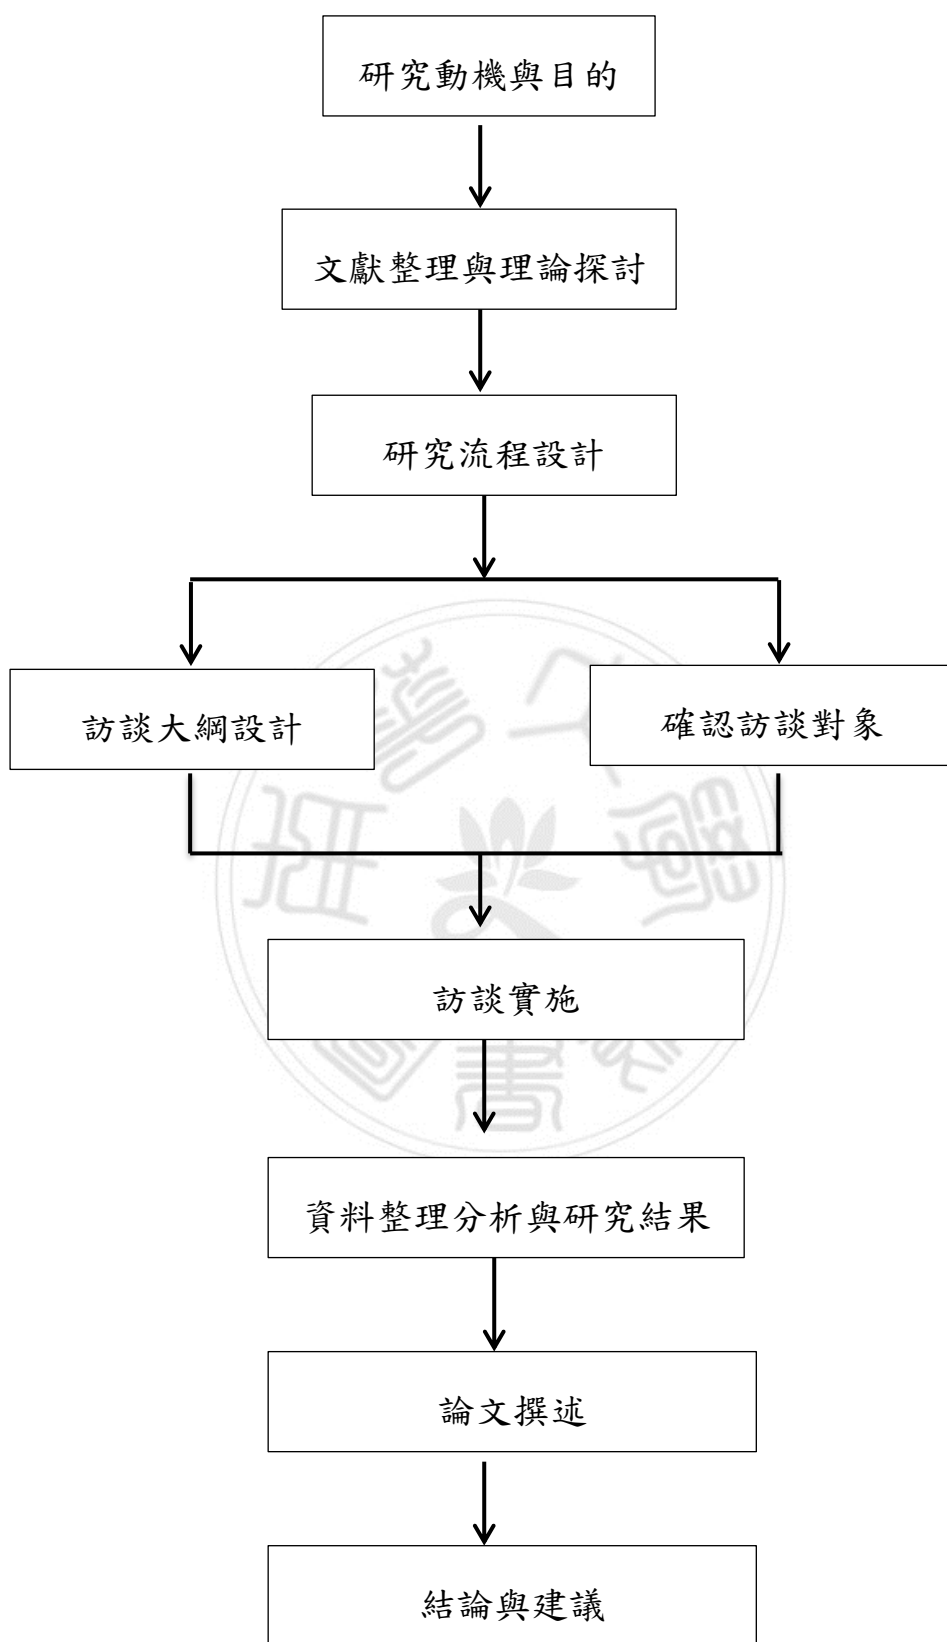 研究動機與目的
文獻整理與理論探討
研究流程設計
訪談大綱設計
確認訪談對象
訪談實施
資料整理分析與研究結果
論文撰述
結論與建議